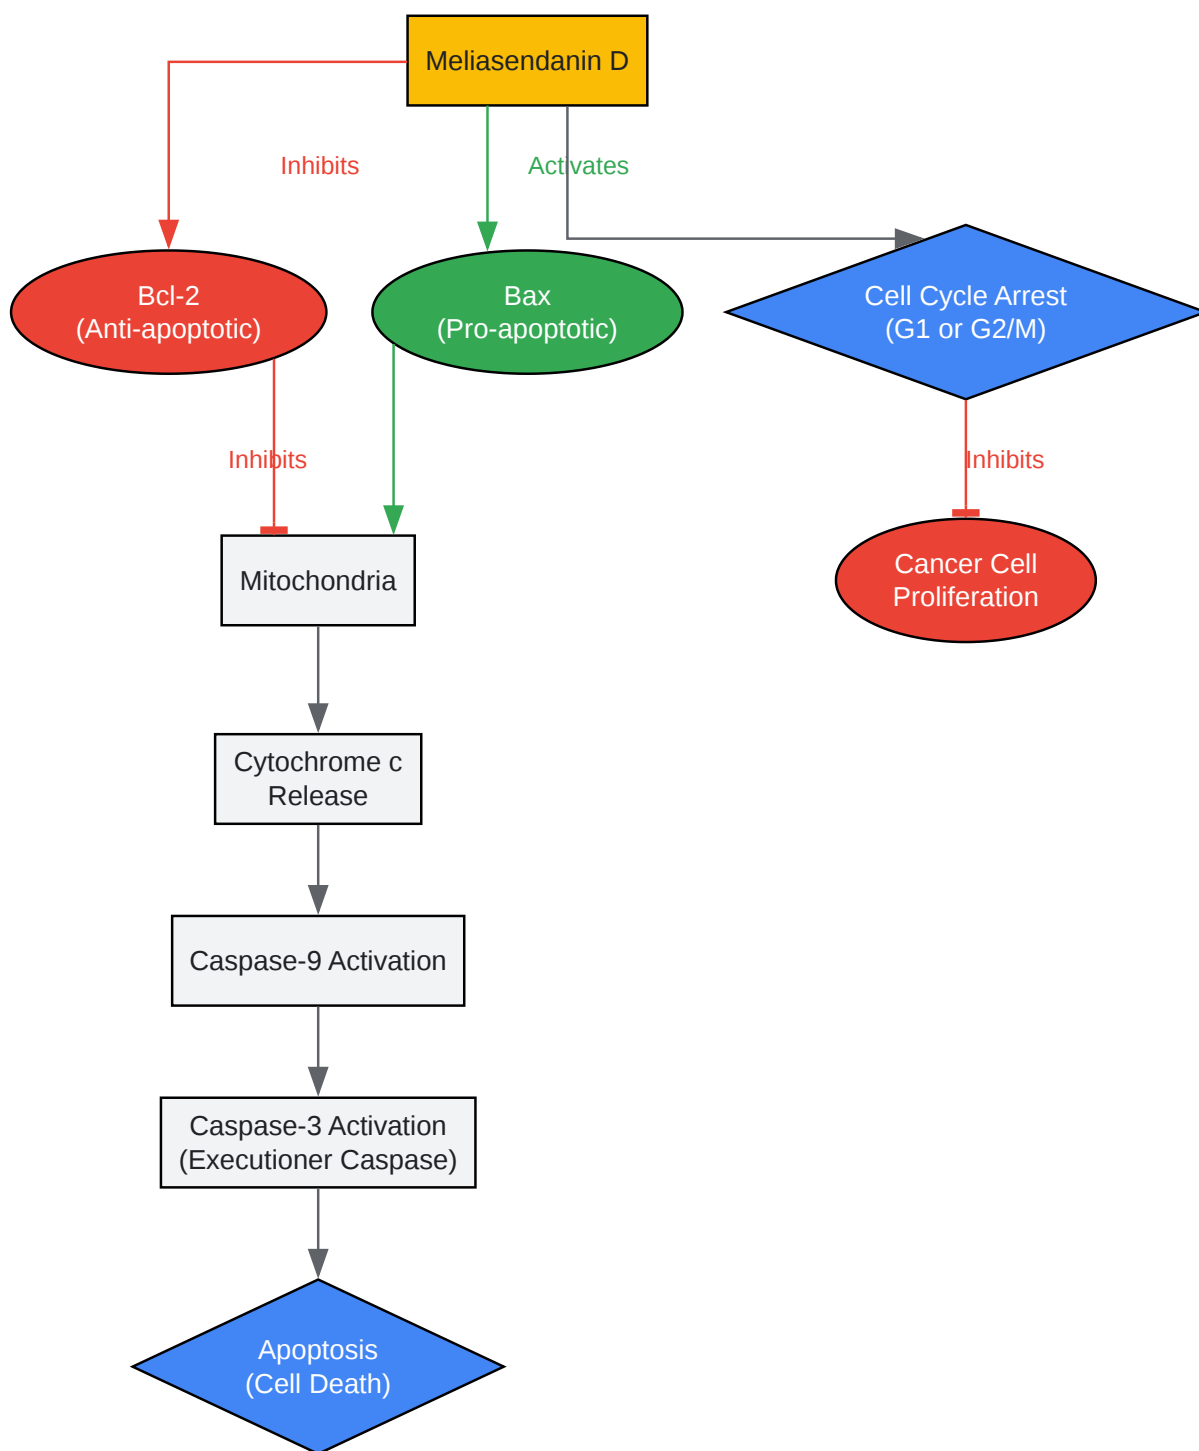 Meliasendanin D
Inhibits
Activates
Bcl-2
(Anti-apoptotic)
Bax
(Pro-apoptotic)
Cell Cycle Arrest
(G1 or G2/M)
Inhibits
Inhibits
Mitochondria
Cancer Cell
Proliferation
Cytochrome c
Release
Caspase-9 Activation
Caspase-3 Activation
(Executioner Caspase)
Apoptosis
(Cell Death)